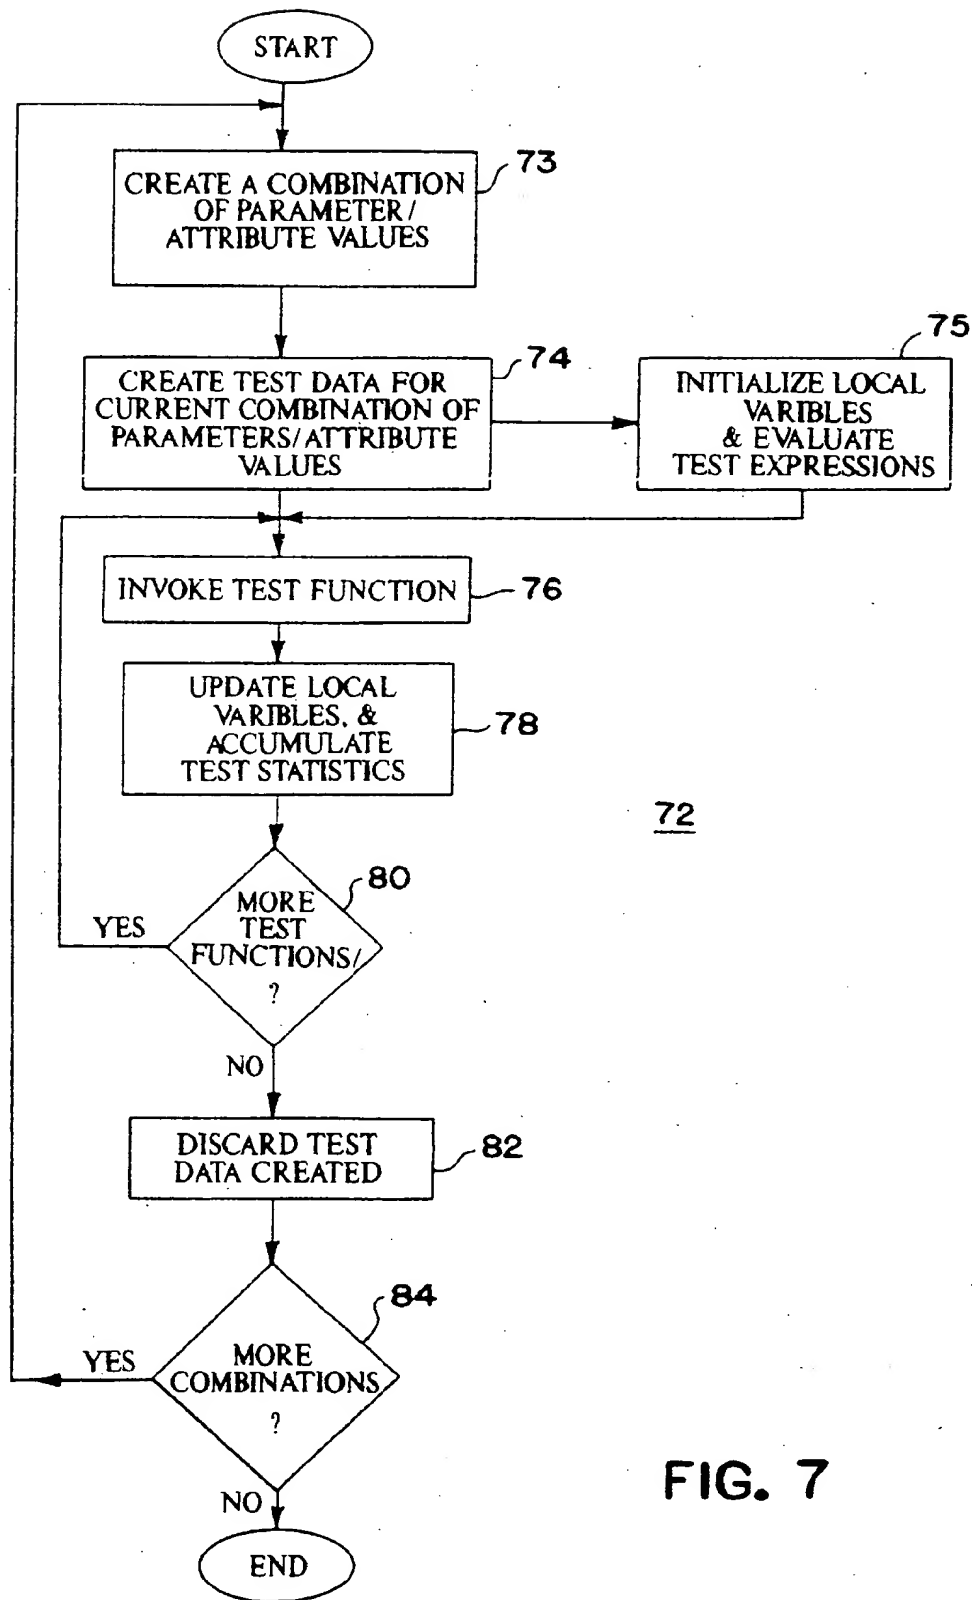 START
73
CREATE A COMBINATION
OF PARAMETER/
ATTRIBUTE VALUES
74
CREATE TEST DATA FOR
CURRENT COMBINATION OF
PARAMETERS/ATTRIBUTE
VALUES
75
INITIALIZE LOCAL
VARIBLES
& EVALUATE
TEST EXPRESSIONS
INVOKE TEST FUNCTION
76
UPDATE LOCAL
VARIBLES, &
ACCUMULATE
TEST STATISTICS
78
72
80
MORE
TEST
FUNCTIONS/
?
YES
NO
DISCARD TEST
DATA CREATED
82
84
MORE
COMBINATIONS
?
YES
NO
END
FIG. 7